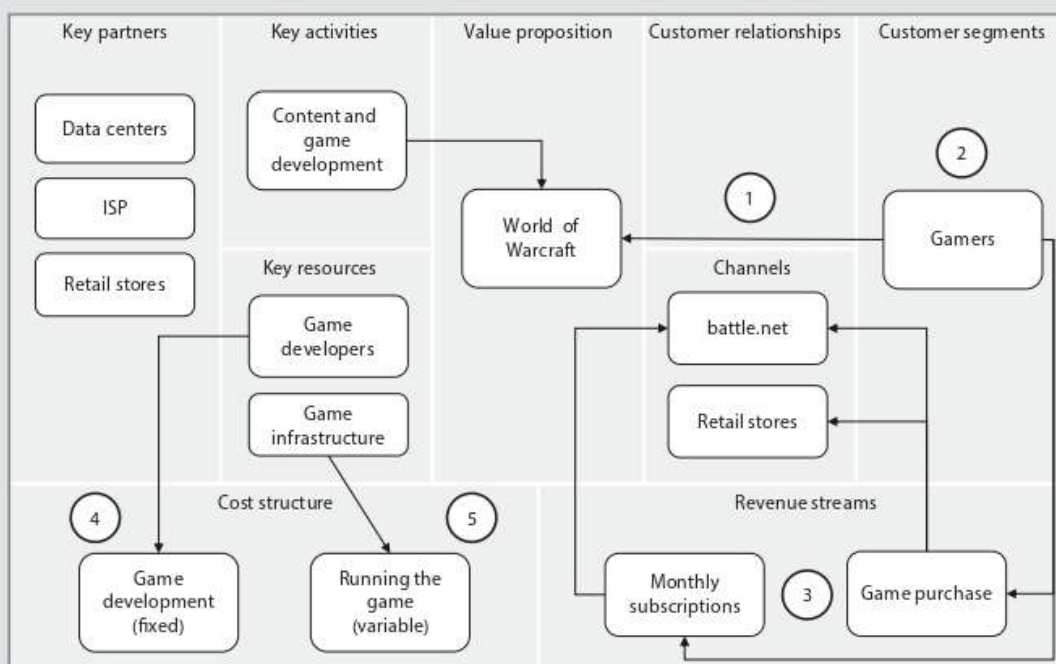 Key partners
Key activities
Value proposition
Customer relationships
Customer segments
Data centers
ISP
Retail stores
Content and
game
development
World of
Warcraft
1
2
Gamers
Key resources
Game
developers
Game
infrastructure
Channels
battle.net
Retail stores
Cost structure
4
5
Game
development
(fixed)
Running the
game
(variable)
Revenue streams
Monthly
subscriptions
3
Game purchase